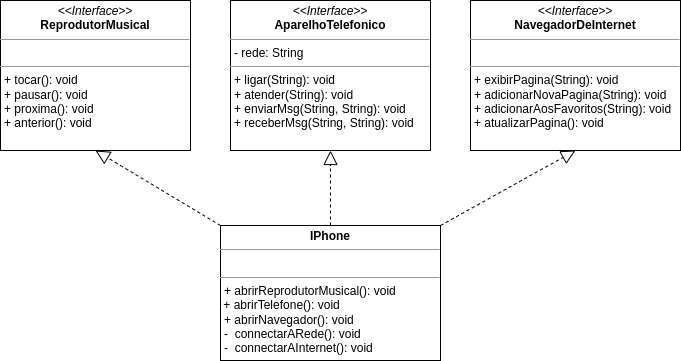 <<Interface>>
ReprodutorMusical
+ tocar(): void
+ pausar(): void
+ proxima(): void
+ anterior(): void
<<Interface>>
AparelhoTelefonico
- rede: String
+ ligar(String): void
+ atender(String): void
+ enviarMsg(String, String): void
+ receberMsg(String, String): void
<<Interface>>
NavegadorDeInternet
+ exibirPagina(String): void
+ adicionarNovaPagina(String): void
+ adicionarAosFavoritos(String): void
+ atualizarPagina(): void
IPhone
+ abrirReprodutorMusical(): void
+ abrirTelefone(): void
+ abrirNavegador(): void
- connectarARede(): void
- connectarAInternet(): void